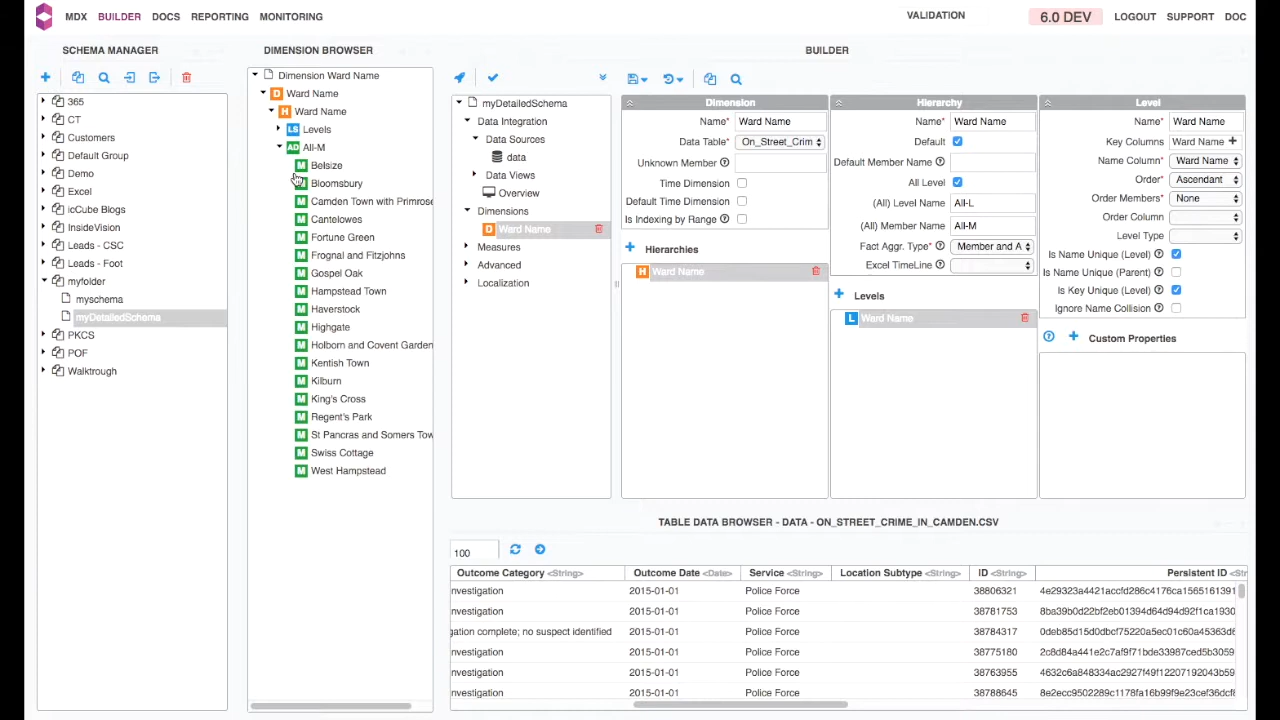 MDX BUILDER DOCS REPORTING MONITORING
VALIDATION
6.0 DEV LOGOUT SUPPORT DOC
SCHEMA MANAGER
365
CT
Customers
Default Group
Demo
Excel
icCube Blogs
InsideVision
Leads - CSC
Leads - Foot
myfolder
myschema
myDetailedSchema
PKCS
POF
Walktrough
DIMENSION BROWSER
Dimension Ward Name
D Ward Name
H Ward Name
LS Levels
AD All-M
M Belsize
M Bloomsbury
M Camden Town with Primrose
M Cantelowes
M Fortune Green
M Frognal and Fitzjohns
M Gospel Oak
M Hampstead Town
M Haverstock
M Highgate
M Holborn and Covent Garden
M Kentish Town
M Kilburn
M King's Cross
M Regent's Park
M St Pancras and Somers Tow
M Swiss Cottage
M West Hampstead
BUILDER
myDetailedSchema
Data Integration
Data Sources
data
Data Views
Overview
Dimensions
D Ward Name
Measures
Advanced
Localization
Dimension
Name* Ward Name
Data Table* On_Street_Crim
Unknown Member
Time Dimension
Default Time Dimension
Is Indexing by Range
Hierarchies
H Ward Name
Hierarchy
Name* Ward Name
Default
Default Member Name
All Level
(All) Level Name All-L
(All) Member Name All-M
Fact Aggr. Type* Member and A
Excel TimeLine
Levels
L Ward Name
Level
Name* Ward Name
Key Columns Ward Name
Name Column* Ward Name
Order* Ascendant
Order Members* None
Order Column
Level Type
Is Name Unique (Level)
Is Name Unique (Parent)
Is Key Unique (Level)
Ignore Name Collision
Custom Properties
TABLE DATA BROWSER - DATA - ON_STREET_CRIME_IN_CAMDEN.CSV
100
Outcome Category <String> Outcome Date <Date> Service <String> Location Subtype <String> ID <String> Persistent ID <Str
nvestigation 2015-01-01 Police Force 38806321 4e29323a4421accfd286c4176ca1565161391
nvestigation 2015-01-01 Police Force 38781753 8ba39b0d22bf2eb01394d64d94d92f1ca1930
gation complete; no suspect identified 2015-01-01 Police Force 38784317 0deb85d15d0dbcf75220a5ec01c60a45363d6
nvestigation 2015-01-01 Police Force 38775180 2c8d84a441e2c7af9f71bde33987ced5b3059
nvestigation 2015-01-01 Police Force 38763955 4632c6a848334ac2927f49f12207192043b59
nvestigation 2015-01-01 Police Force 38788645 8e2ecc9502289c1178fa16b99f9e23cef36dcf